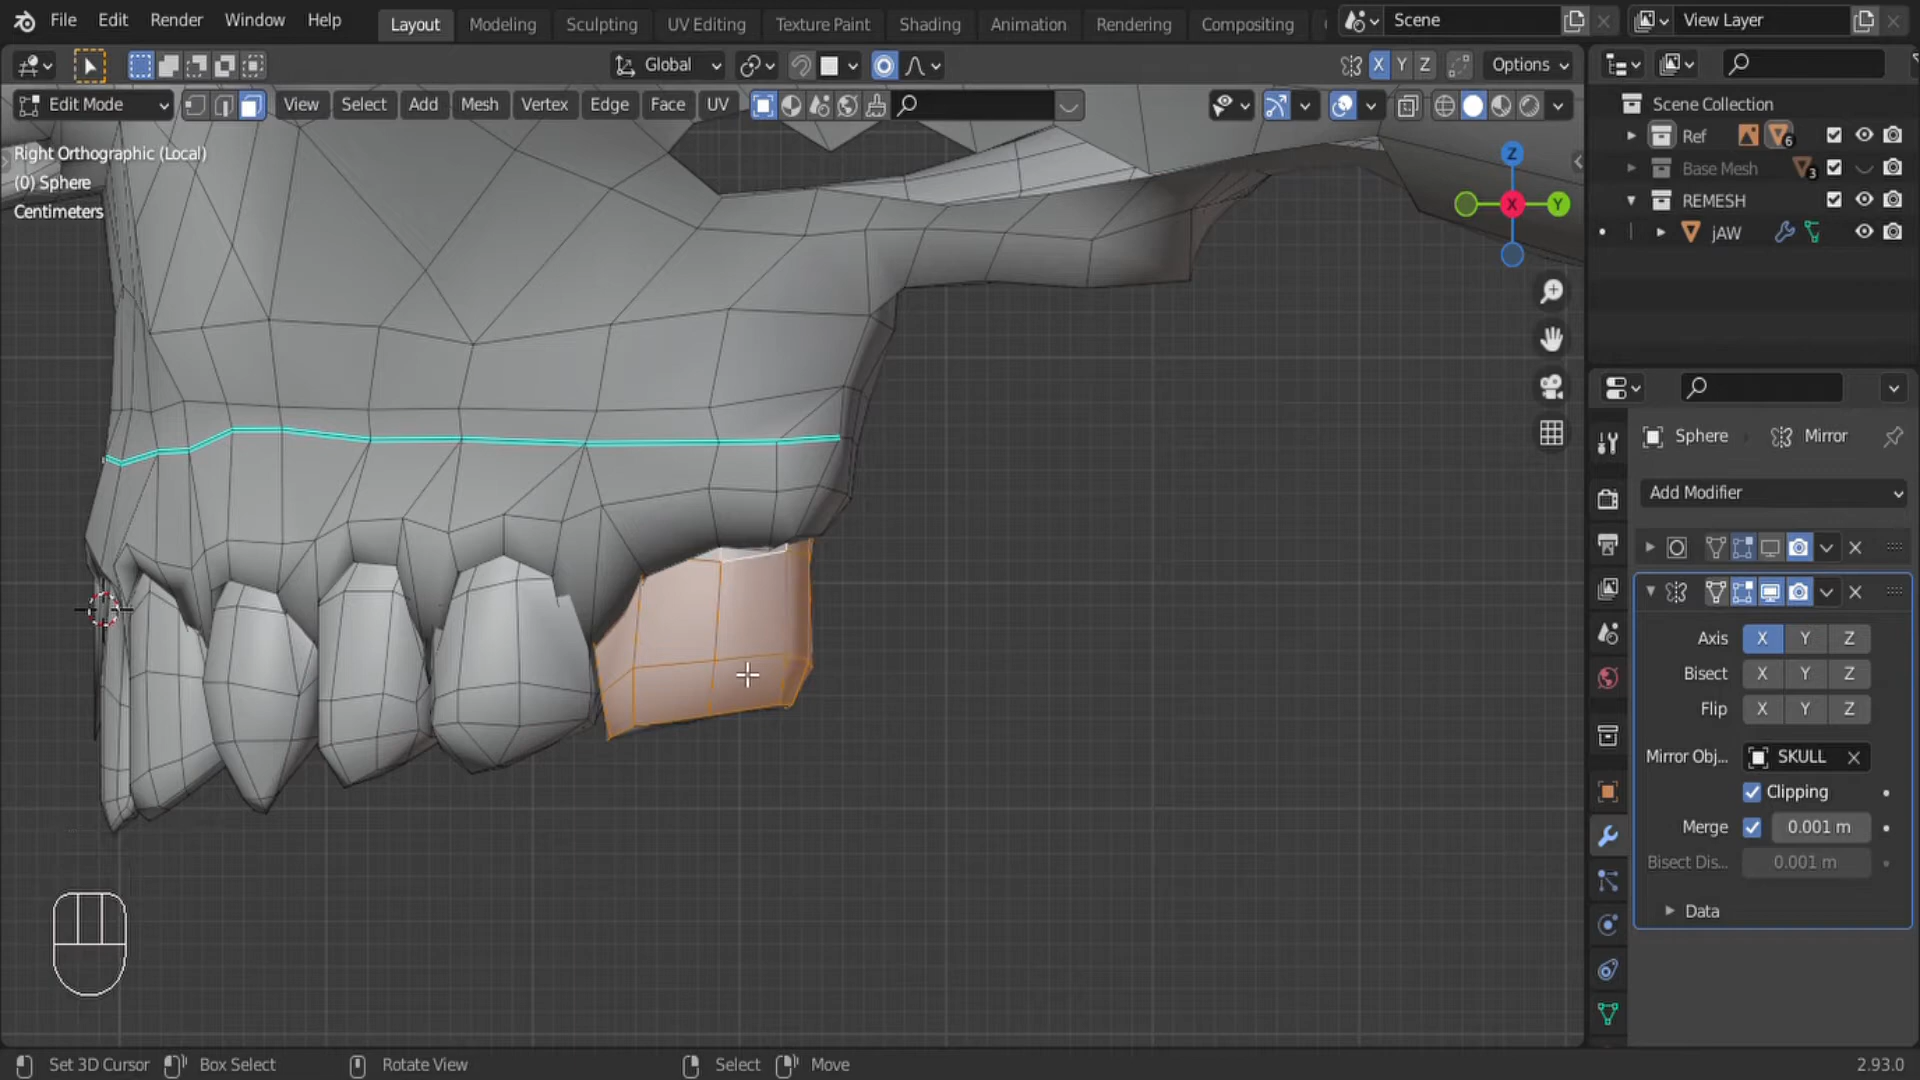 File Edit Render Window Help Layout Modeling Sculpting UV Editing Texture Paint Shading Animation Rendering Compositing Scene View Layer
Global X Y Z Options
Edit Mode View Select Add Mesh Vertex Edge Face UV
Right Orthographic (Local)
(0) Sphere
Centimeters
Z
X
Y
Scene Collection
Ref 6
Base Mesh 3
REMESH
jAW
Sphere Mirror
Add Modifier
Axis X Y Z
Bisect X Y Z
Flip X Y Z
Mirror Obj... SKULL
Clipping
Merge 0.001 m
Bisect Dis... 0.001 m
Data
Set 3D Cursor Box Select Rotate View Select Move 2.93.0